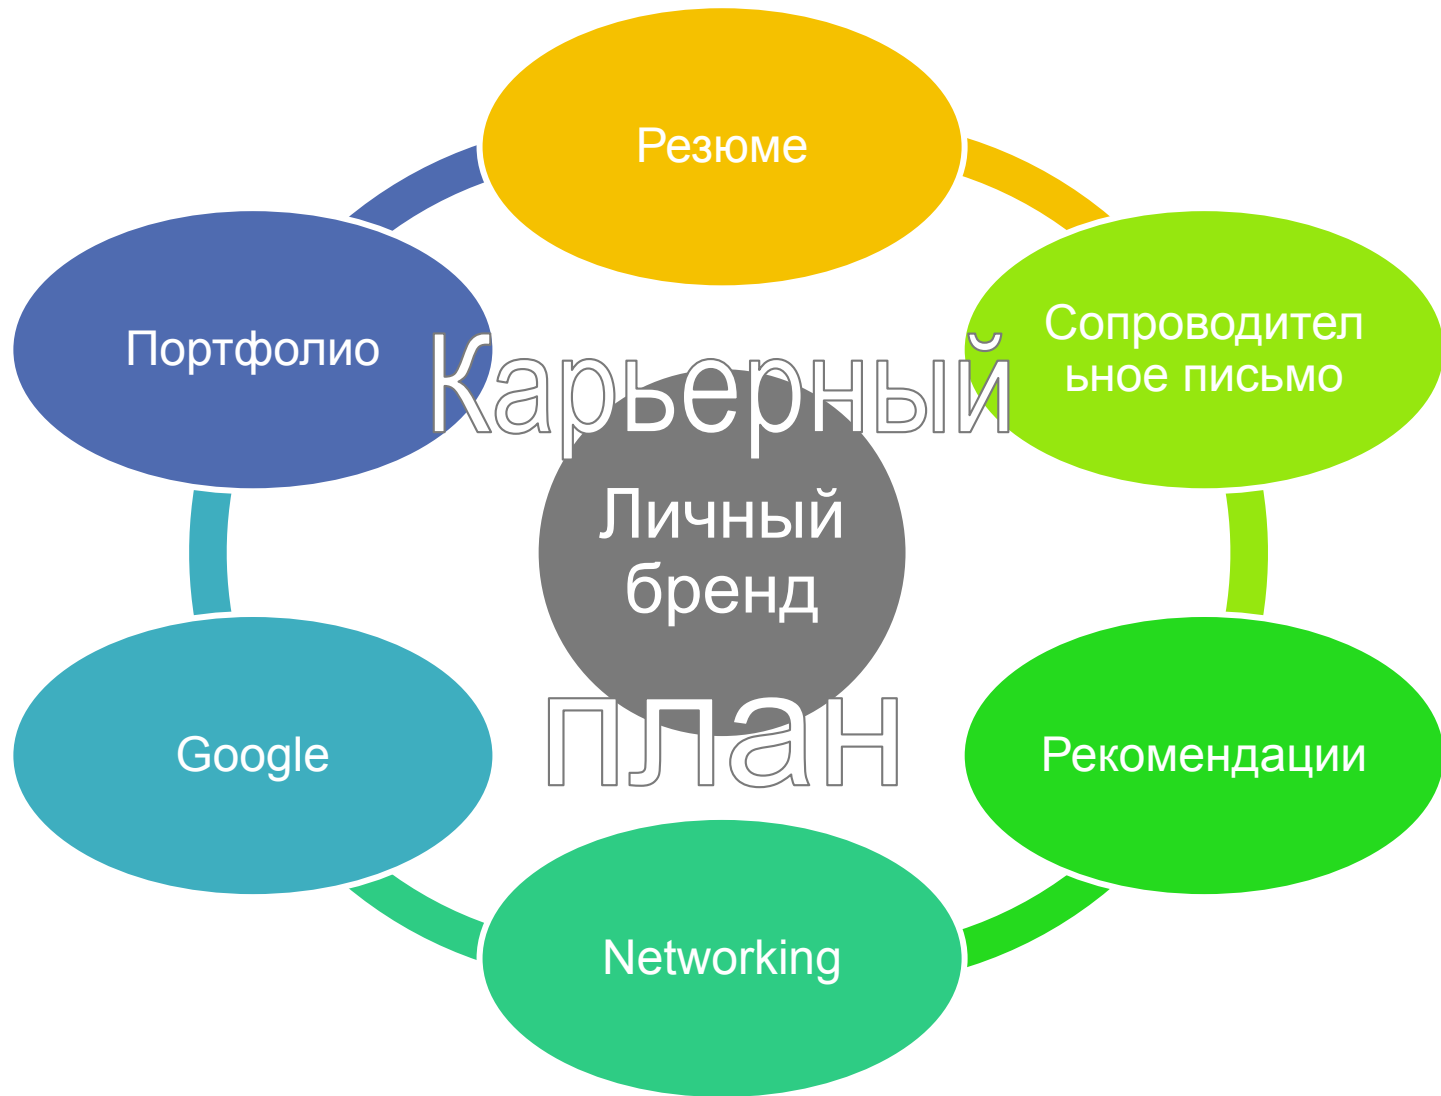 Резюме
Портфолио
Сопроводител
ьное письмо
Карьерный
Личный
бренд
план
Google
Рекомендации
Networking